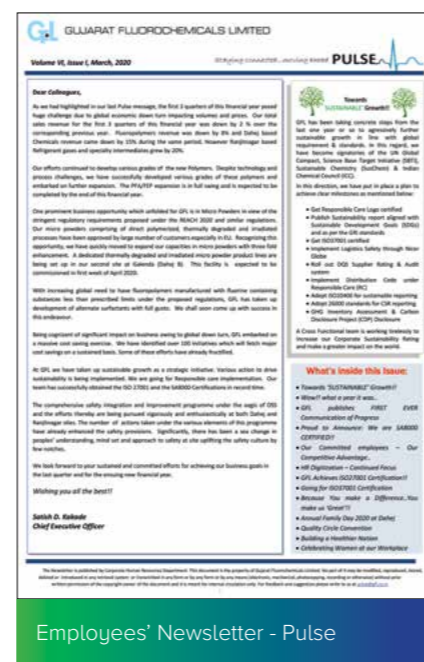 GFL GUJARAT FLUOROCHEMICALS LIMITED
Volume VI, Issue I, March, 2020
Staying connected...moving ahead PULSE
Dear Colleagues,
As we had highlighted in our last Pulse message, the first 3 quarters of this financial year posed
huge challenge due to global economic down turn impacting volumes and prices. Our total
sales revenue for the first 3 quarters of this financial year was down by 2 % over the
corresponding previous year. Fluoropolymers revenue was down by 8% and Dahej based
Chemicals revenue came down by 15% during the same period. However Ranjitnagar based
Refrigerant gases and specialty intermediates grew by 20%.
Our efforts continued to develop various grades of the new Polymers. Despite technology and
process challenges, we have successfully developed various grades of these polymers and
embarked on further expansion. The PFA/FEP expansion is in full swing and is expected to be
completed by the end of this financial year.
One prominent business opportunity which unfolded for GFL is in Micro Powders in view of the
stringent regulatory requirements proposed under the REACH 2020 and similar regulations.
Our micro powders comprising of direct polymerized, thermally degraded and irradiated
processes have been approved by large number of customers especially in EU. Recognizing this
opportunity, we have quickly moved to expand our capacities in micro powders with three fold
enhancement. A dedicated thermally degraded and irradiated micro powder product lines are
being set up in our second site at Galenda (Dahej B). This facility is expected to be
commissioned in first week of April 2020.
With increasing global need to have fluoropolymers manufactured with fluorine containing
substances less than prescribed limits under the proposed regulations, GFL has taken up
development of alternate surfactants with full gusto. We shall soon come up with success in
this endeavour.
Being cognizant of significant impact on business owing to global down turn, GFL embarked on
a massive cost saving exercise. We have identified over 100 initiatives which will fetch major
cost savings on a sustained basis. Some of these efforts have already fructified.
At GFL we have taken up sustainable growth as a strategic initiative. Various action to drive
sustainability is being implemented. We are going for Responsible care implementation. Our
team has successfully obtained the ISO 27001 and the SA8000 Certifications in record time.
The comprehensive safety integration and improvement programme under the aegis of DSS
and the efforts thereby are being pursued vigorously and enthusiastically at both Dahej and
Ranjitnagar sites. The number of actions taken under the various elements of this programme
have already enhanced the safety provisions. Significantly, there has been a sea change in
peoples' understanding, mind set and approach to safety at site uplifting the safety culture by
few notches.
We look forward to your sustained and committed efforts for achieving our business goals in
the last quarter and for the ensuing new financial year.
Wishing you all the best!!
Satish D. Kakade
Chief Executive Officer
Towards
'SUSTAINABLE' Growth!!
GFL has been taking concrete steps from the
last one year or so to agressively further
sustainable growth in line with global
requirement & standards. In this regard, we
have become signatories of the UN Global
Compact, Science Base Target Initiative (SBTi),
Sustainable Chemistry (SusChem) & Indian
Chemical Council (ICC).
In this direction, we have put in place a plan to
achieve clear milestones as mentioned below:
• Get Responsible Care Logo certified
• Publish Sustainability report aligned with
Sustainable Development Goals (SDGs)
and as per the GRI standards
• Get ISO37001 certified
• Implement Logistics Safety through Nicer
Globe
• Roll out DQS Supplier Rating & Audit
system
• Implement Distribution Code under
Responsible Care (RC)
• Adopt ISO20400 for sustainable reporting
• Adopt 26000 standards for CSR reporting.
• GHG Inventory Assessment & Carbon
Disclosure Project (CDP) Disclosure
A Cross Functional team is working tirelessly to
increase our Corporate Sustainability Rating
and make a greater impact on the world.
What's inside this Issue:
• Towards 'SUSTAINABLE' Growth!!
• Wow!! what a year it was..
• GFL publishes FIRST EVER
Communication of Progress
• Proud to Announce: We are SA8000
CERTIFIED!!
• Our Committed employees – Our
Competitive Advantage..
• HR Digitization – Continued Focus
• GFL Achieves ISO27001 Certification!!
• Going for ISO37001 Certification
• Because You make a Difference..You
make us 'Great'!!
• Annual Family Day 2020 at Dahej
• Quality Circle Convention
• Building a Healthier Nation
• Celebrating Women at our Workplace
Employees' Newsletter - Pulse